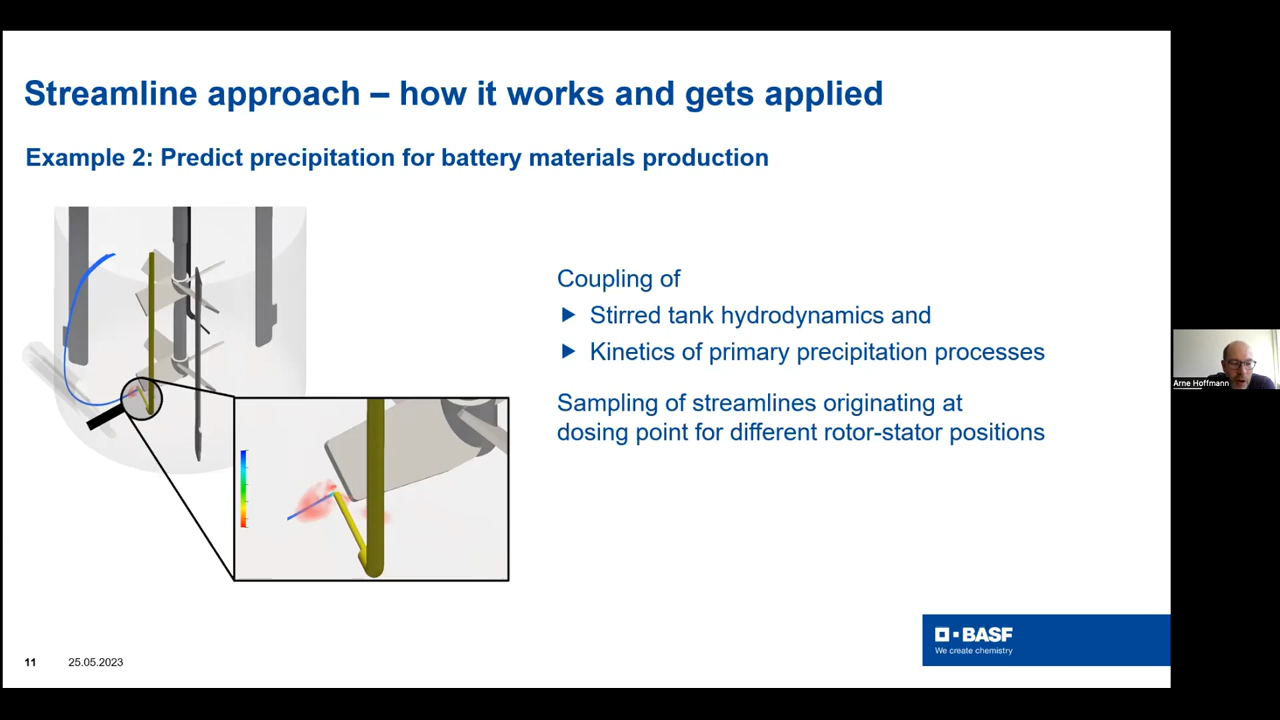 Streamline approach – how it works and gets applied
Example 2: Predict precipitation for battery materials production
Coupling of
Stirred tank hydrodynamics and
Kinetics of primary precipitation processes
Sampling of streamlines originating at
dosing point for different rotor-stator positions
Arne Hoffmann
BASF
We create chemistry
11 25.05.2023